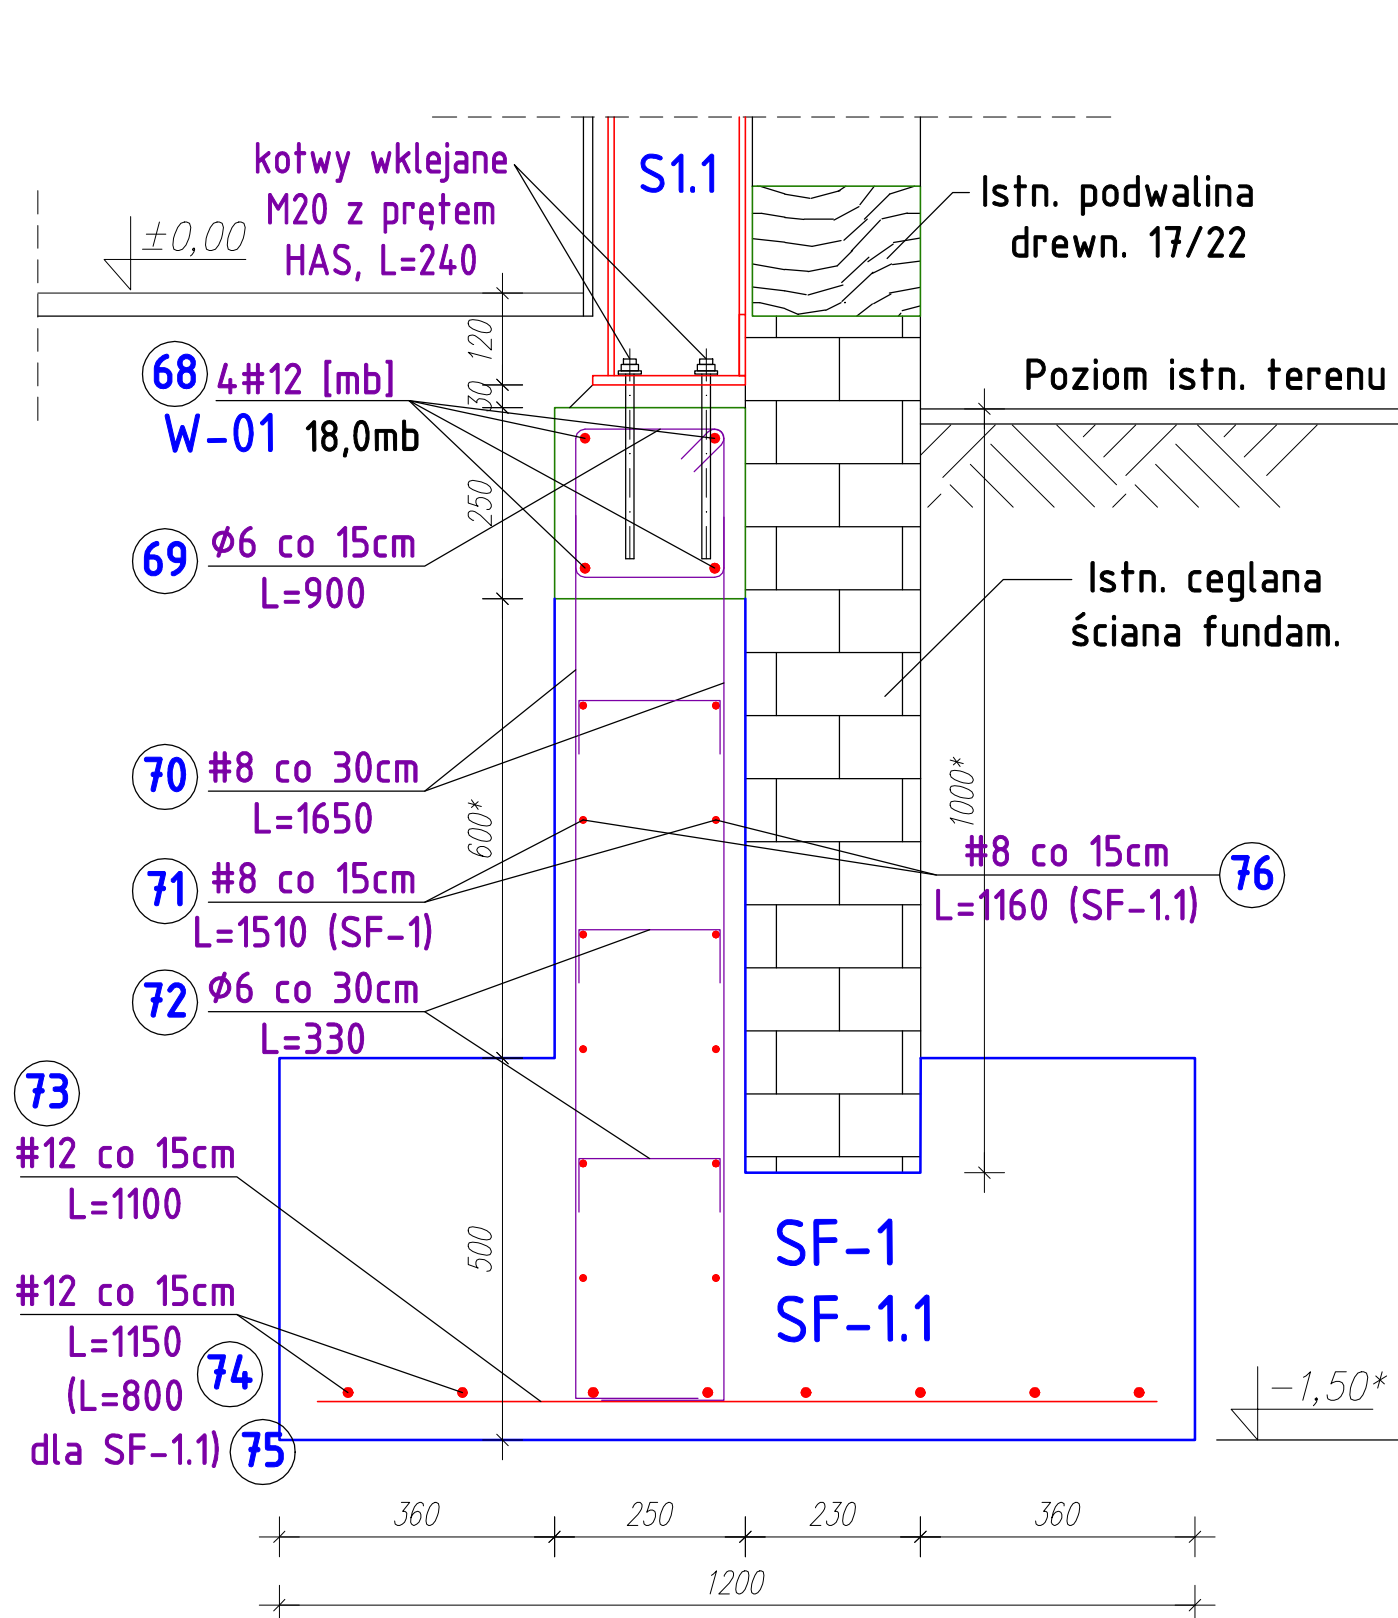 kotwy wklejane
M20 z prętem
HAS, L=240
S1.1
Istn. podwalina
drewn. 17/22
±0,00
120
30
68
4#12 [mb]
W-01 18,0mb
Poziom istn. terenu
250
69
ϕ6 co 15cm
L=900
Istn. ceglana
ściana fundam.
70
#8 co 30cm
L=1650
600*
1000*
71
#8 co 15cm
L=1510 (SF-1)
#8 co 15cm
L=1160 (SF-1.1)
76
72
ϕ6 co 30cm
L=330
73
#12 co 15cm
L=1100
500
SF-1
SF-1.1
#12 co 15cm
L=1150
(L=800
dla SF-1.1)
74
75
-1,50*
360
250
230
360
1200